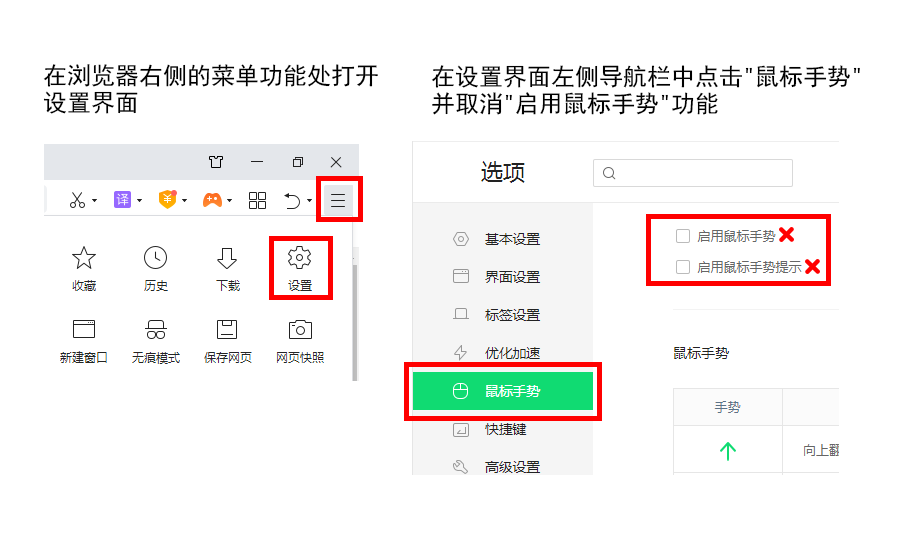 在浏览器右侧的菜单功能处打开
设置界面
在设置界面左侧导航栏中点击"鼠标手势"
并取消"启用鼠标手势"功能
译
收藏
历史
下载
设置
新建窗口
无痕模式
保存网页
网页快照
选项
基本设置
界面设置
标签设置
优化加速
鼠标手势
快捷键
高级设置
启用鼠标手势
启用鼠标手势提示
鼠标手势
手势
向上翻